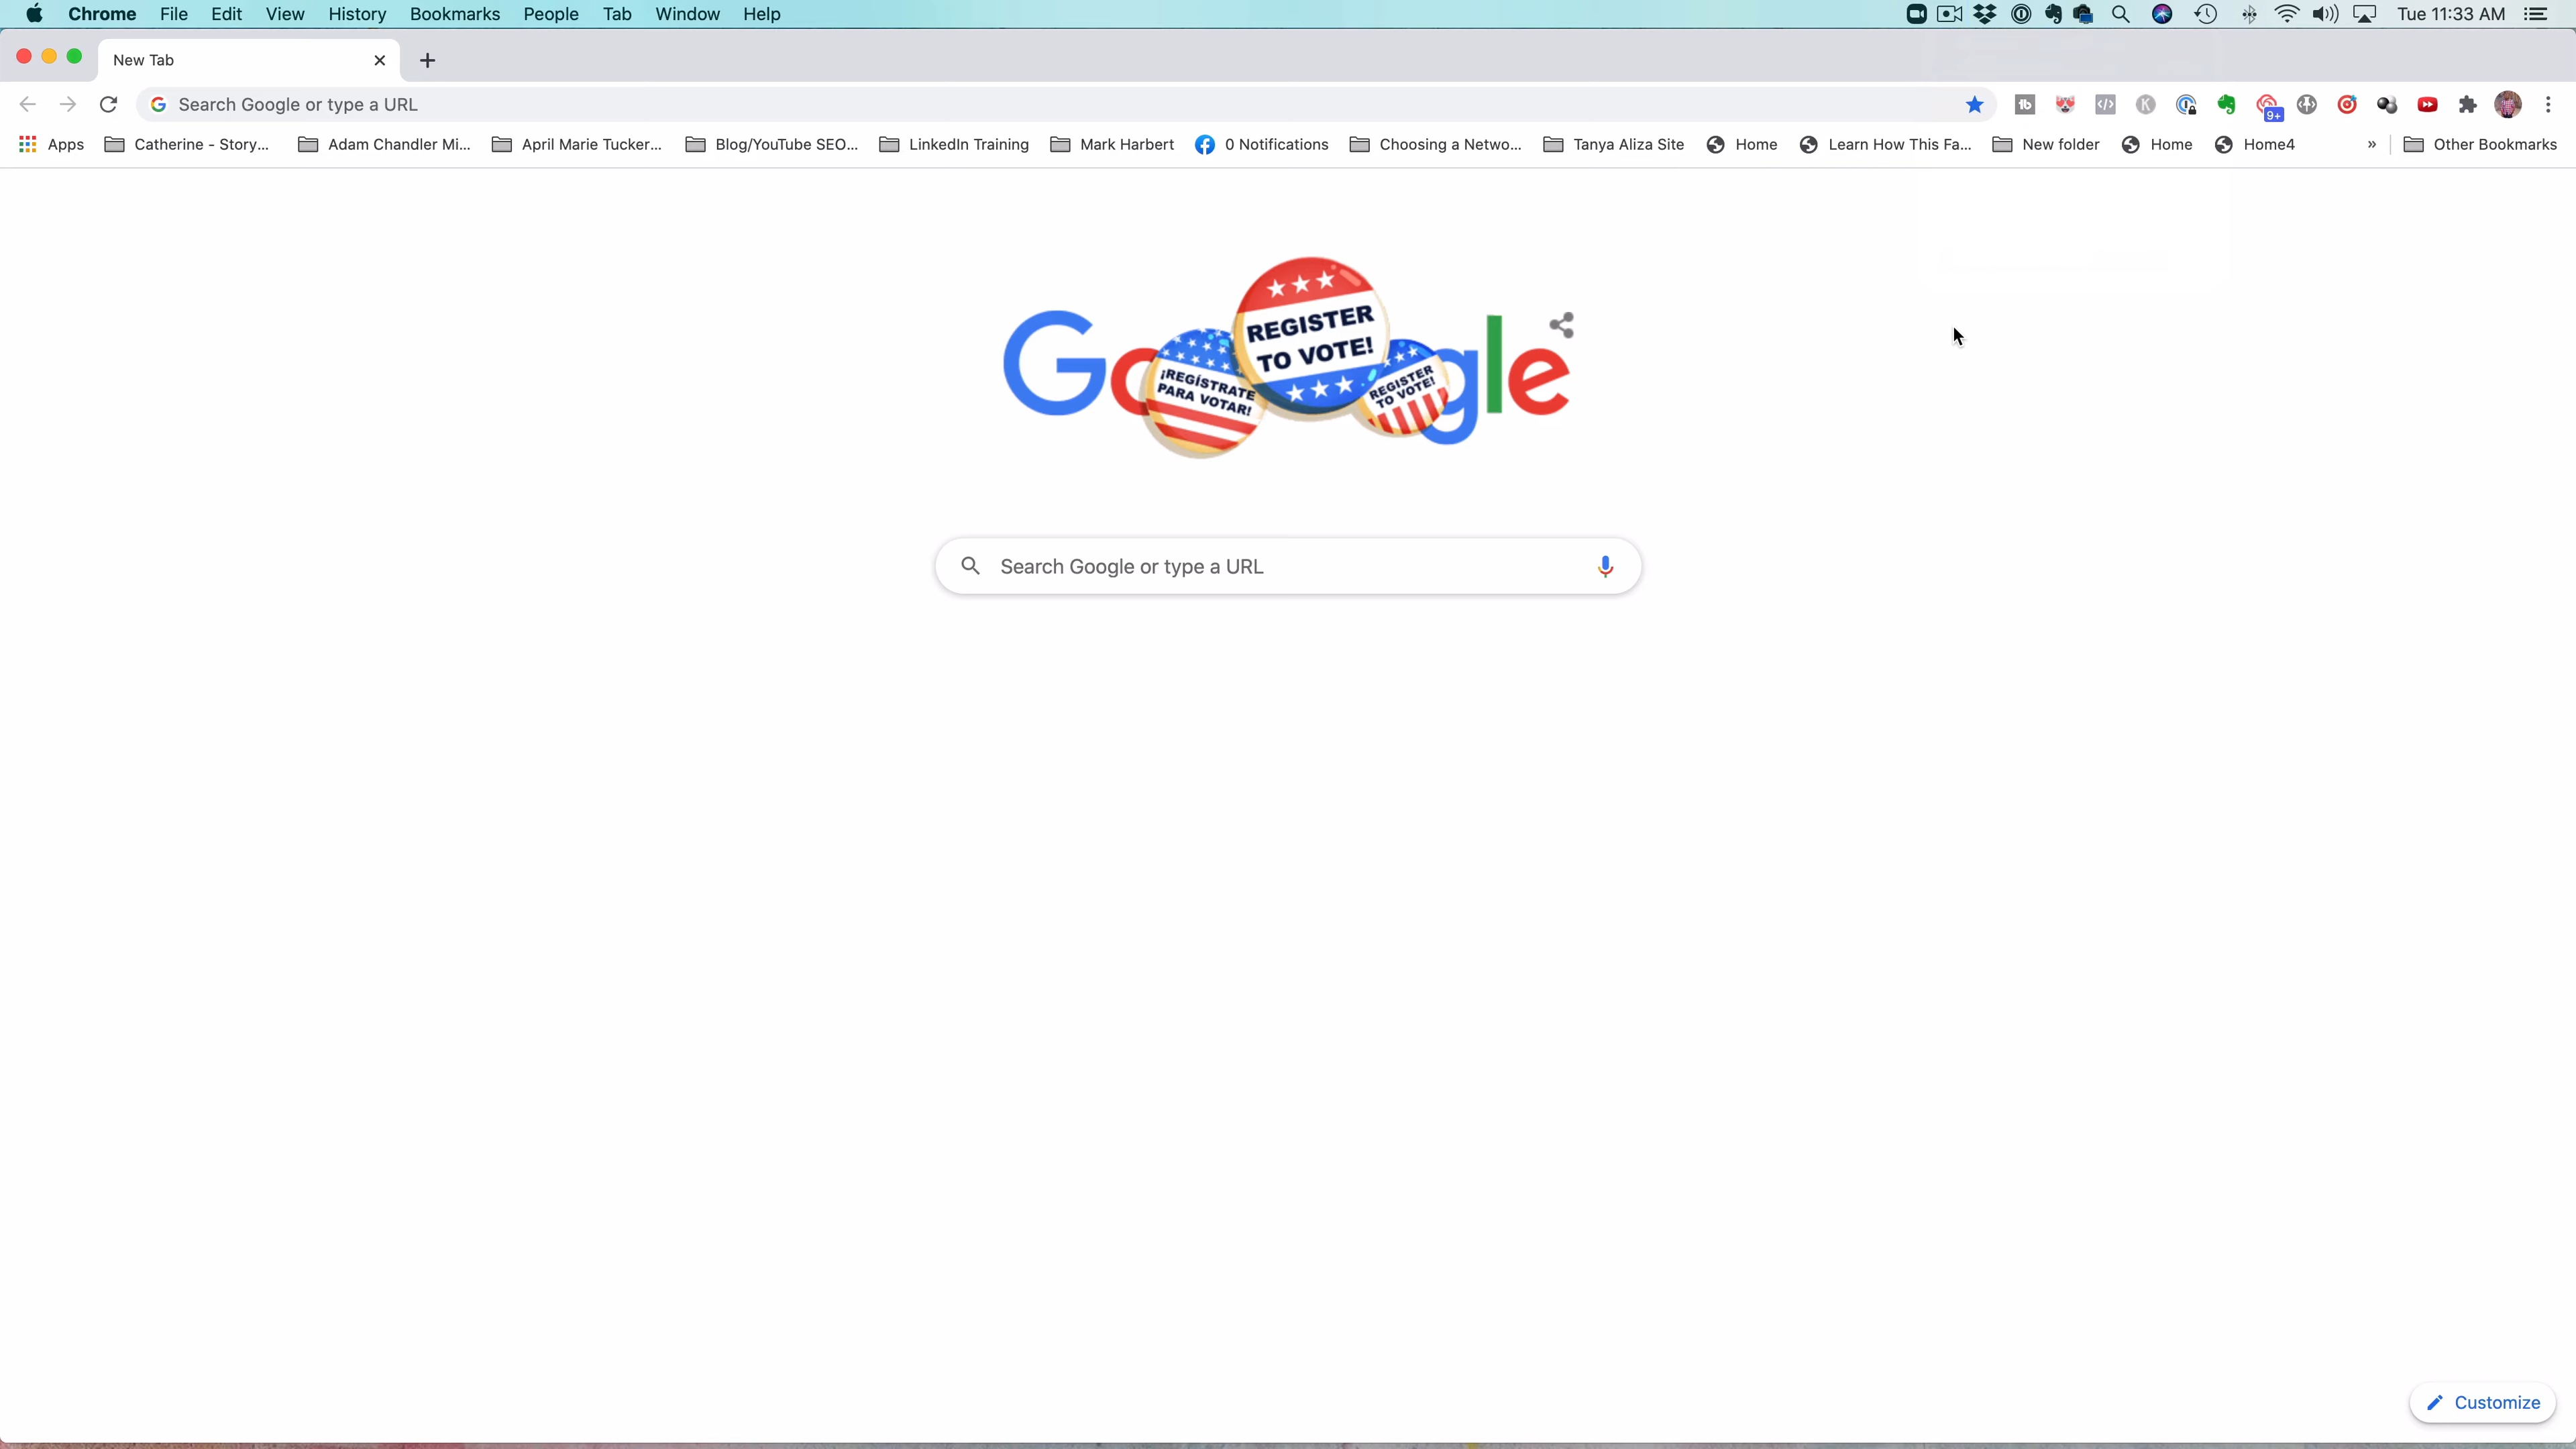 Chrome File Edit View History Bookmarks People Tab Window Help Tue 11:33 AM
New Tab
Search Google or type a URL
9+
Apps Catherine - Story... Adam Chandler Mi... April Marie Tucker... Blog/YouTube SEO... LinkedIn Training Mark Harbert 0 Notifications Choosing a Netwo... Tanya Aliza Site Home Learn How This Fa... New folder Home Home4 » Other Bookmarks
Google
REGISTER
TO VOTE!
¡REGÍSTRATE
PARA VOTAR!
REGISTER
TO VOTE!
Search Google or type a URL
Customize